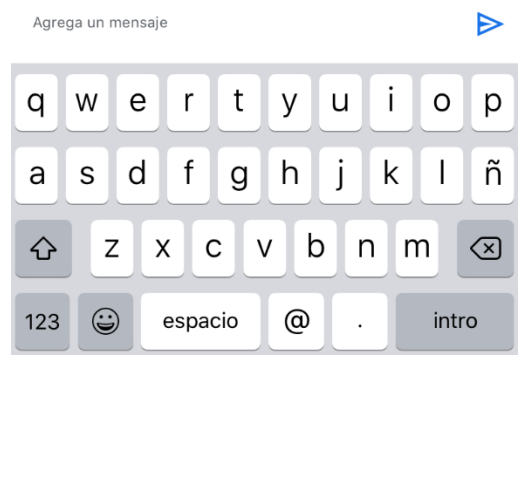 Agrega un mensaje
q w e r t y u i o p
a s d f g h j k l ñ
z x c v b n m
123 espacio @ . intro